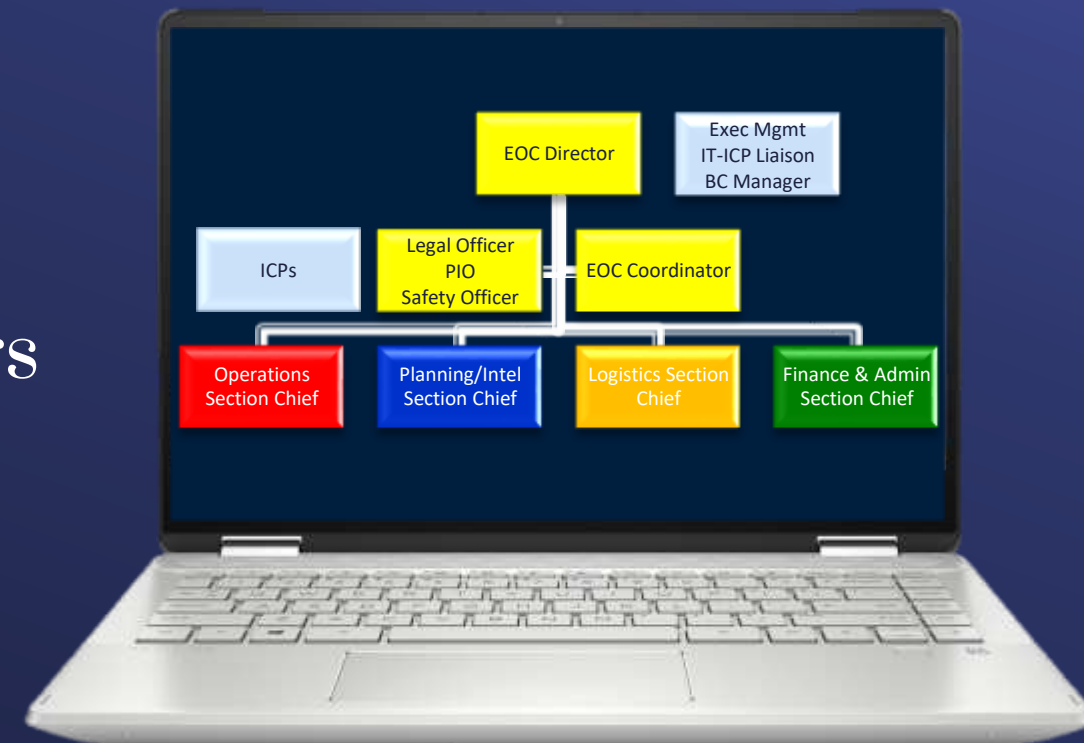 EOC Director
Exec Mgmt
IT-ICP Liaison
BC Manager
ICPs
Legal Officer
PIO
Safety Officer
EOC Coordinator
Operations
Section Chief
Planning/Intel
Section Chief
Logistics Section
Chief
Finance & Admin
Section Chief